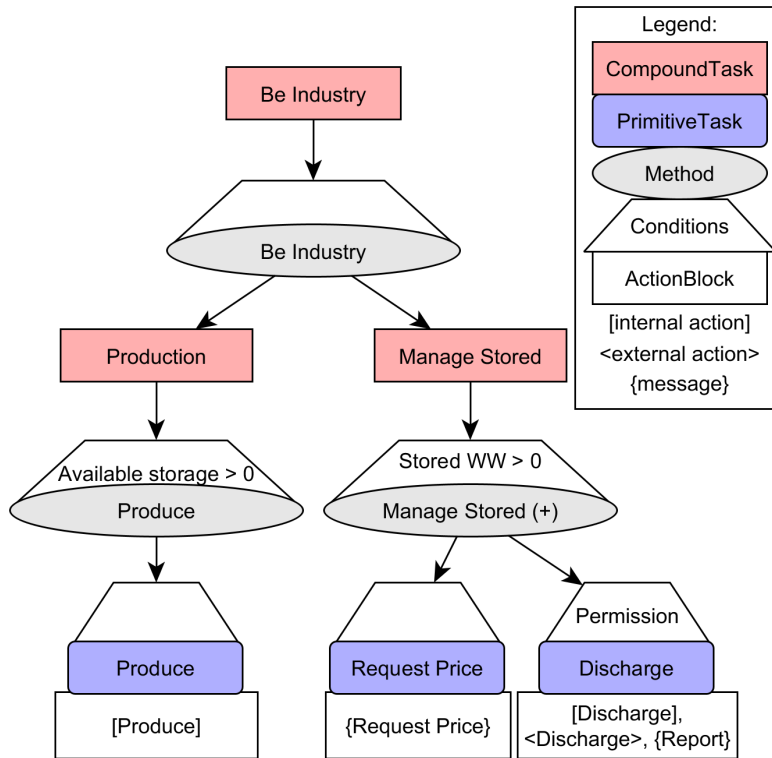 Legend:
CompoundTask
PrimitiveTask
Method
Conditions
ActionBlock
[internal action]
<external action>
{message}
Be Industry
Be Industry
Production
Manage Stored
Available storage > 0
Stored WW > 0
Produce
Manage Stored (+)
Permission
Produce
Request Price
Discharge
[Produce]
{Request Price}
[Discharge],
<Discharge>, {Report}